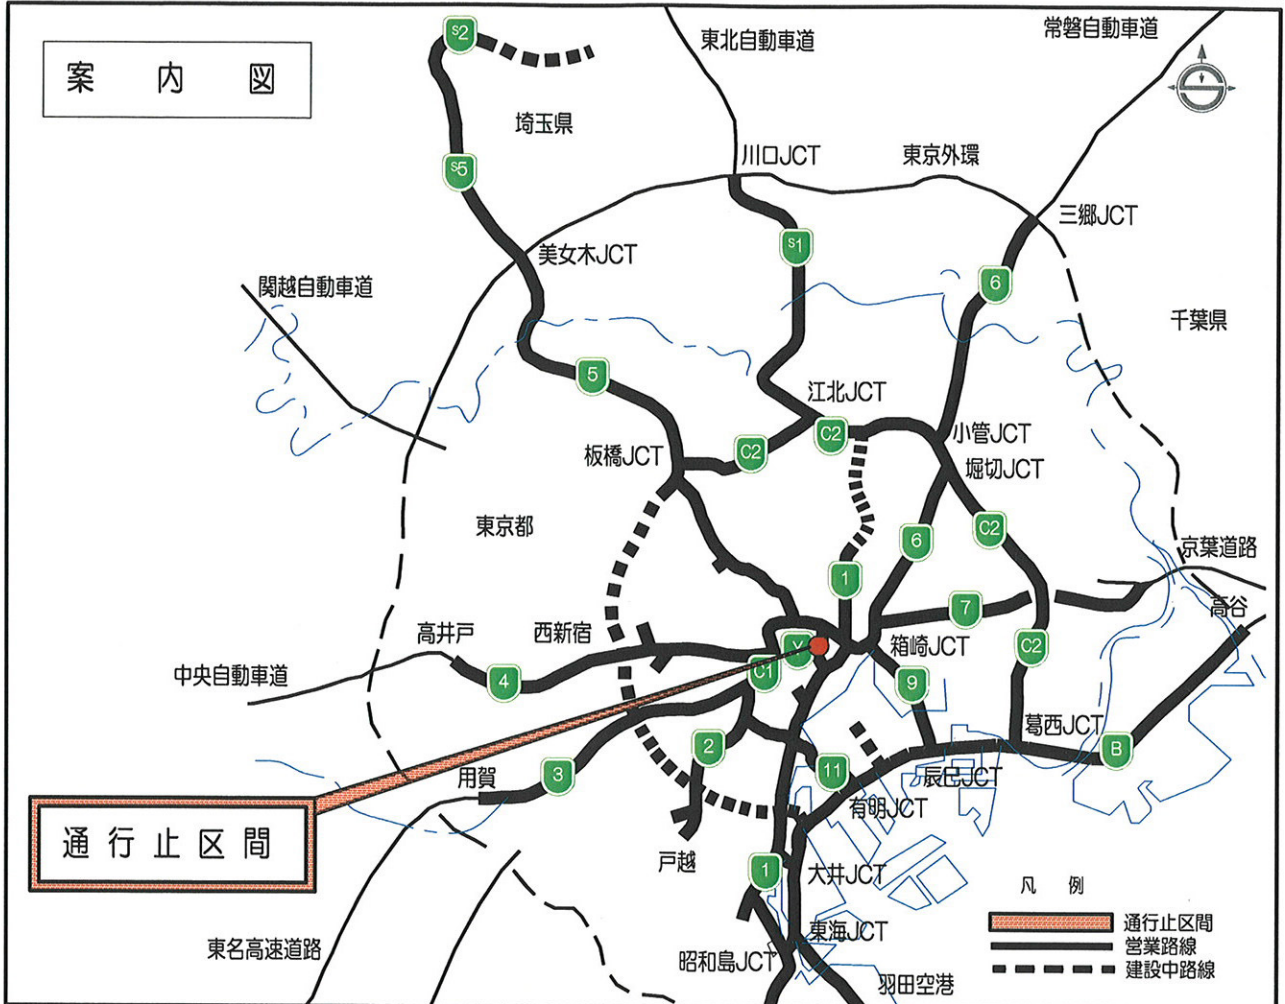 案内図
S2
東北自動車道
常磐自動車道
埼玉県
川口JCT
東京外環
S5
三郷JCT
S1
美女木JCT
6
関越自動車道
千葉県
5
江北JCT
C2
C2
小管JCT
板橋JCT
堀切JCT
東京都
C2
6
京葉道路
1
7
高谷
高井戸
西新宿
箱崎JCT
C2
Y
中央自動車道
4
C1
9
葛西JCT
2
B
用賀
3
11
辰巳JCT
有明JCT
通行止区間
戸越
1
大井JCT
凡例
通行止区間
東名高速道路
東海JCT
営業路線
昭和島JCT
建設中路線
羽田空港